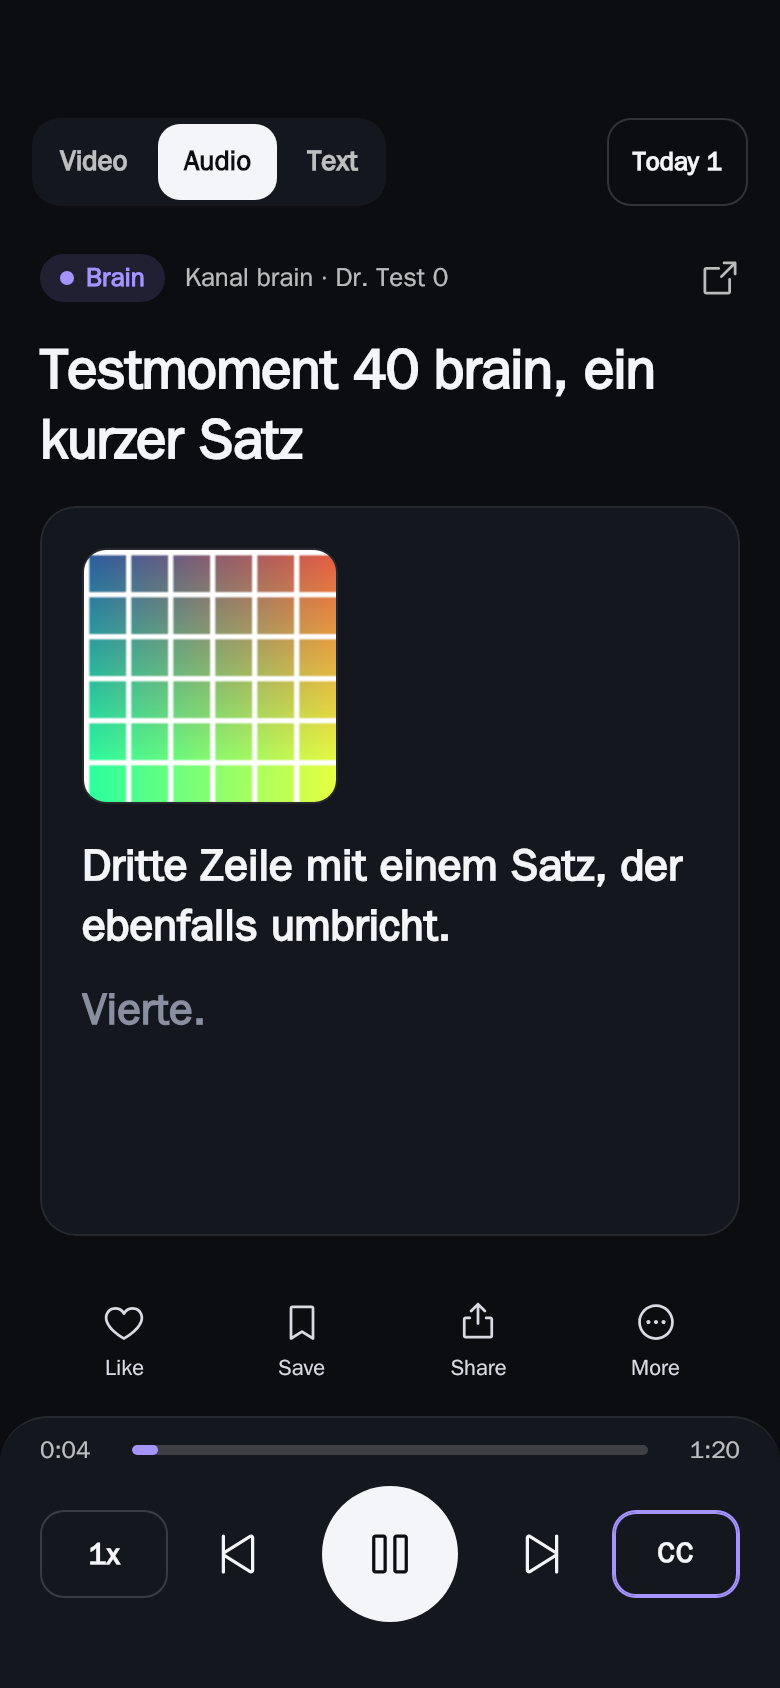 Video Audio Text Today 1
Brain Kanal brain · Dr. Test 0
Testmoment 40 brain, ein
kurzer Satz
Dritte Zeile mit einem Satz, der
ebenfalls umbricht.
Vierte.
Like Save Share More
0:04 1:20
1x CC